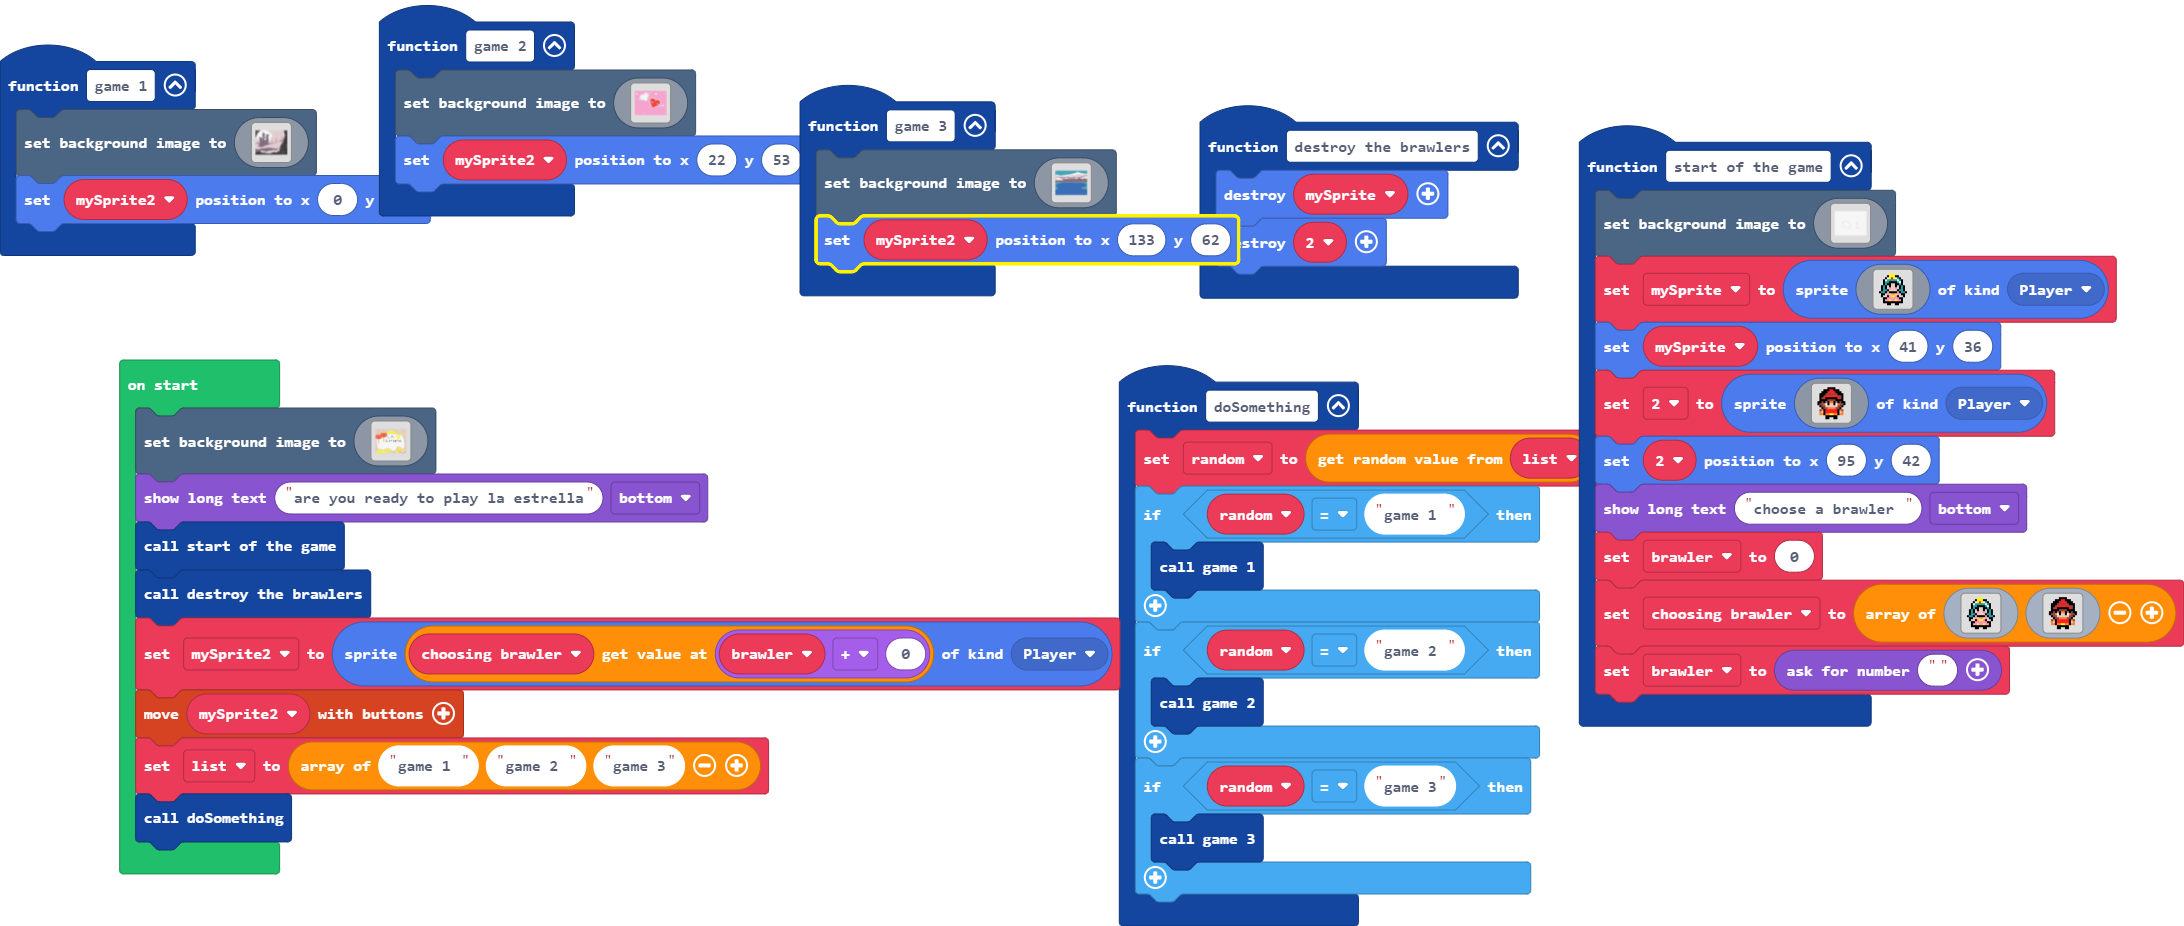 function game 1
set background image to
set mySprite2 position to x 0 y
function game 2
set background image to
set mySprite2 position to x 22 y 53
function game 3
set background image to
set mySprite2 position to x 133 y 62
function destroy the brawlers
destroy mySprite
stroy 2
function start of the game
set background image to
set mySprite to sprite of kind Player
set mySprite position to x 41 y 36
set 2 to sprite of kind Player
set 2 position to x 95 y 42
show long text "choose a brawler " bottom
set brawler to 0
set choosing brawler to array of
set brawler to ask for number " "
on start
set background image to
show long text "are you ready to play la estrella" bottom
call start of the game
call destroy the brawlers
set mySprite2 to sprite choosing brawler get value at brawler + 0 of kind Player
move mySprite2 with buttons
set list to array of "game 1 " "game 2 " "game 3"
call doSomething
function doSomething
set random to get random value from list
if random = "game 1 " then
call game 1
if random = "game 2 " then
call game 2
if random = "game 3" then
call game 3